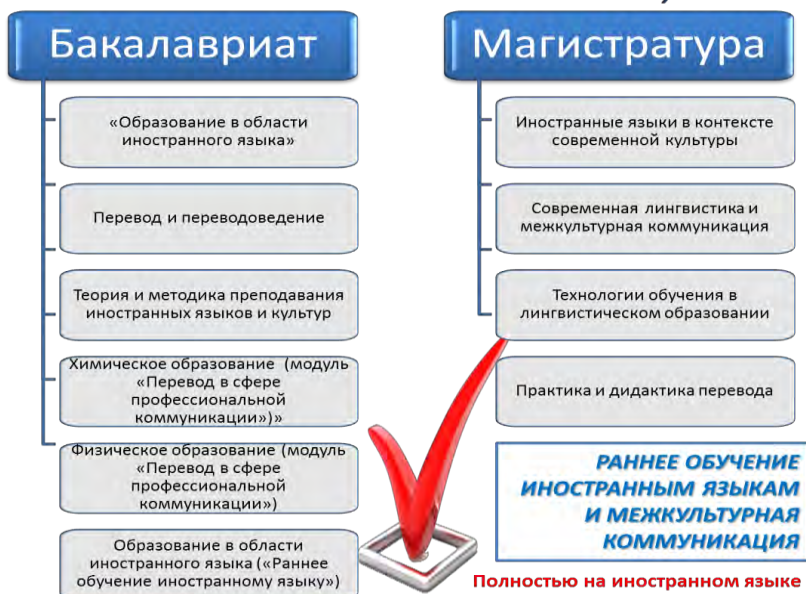 Бакалавриат
«Образование в области
иностранного языка»
Перевод и переводоведение
Теория и методика преподавания
иностранных языков и культур
Химическое образование (модуль
«Перевод в сфере
профессиональной
коммуникации»)»
Физическое образование (модуль
«Перевод в сфере
профессиональной
коммуникации»)
Образование в области
иностранного языка («Раннее
обучение иностранному языку»)
Магистратура
Иностранные языки в контексте
современной культуры
Современная лингвистика и
межкультурная коммуникация
Технологии обучения в
лингвистическом образовании
Практика и дидактика перевода
РАННЕЕ ОБУЧЕНИЕ
ИНОСТРАННЫМ ЯЗЫКАМ
И МЕЖКУЛЬТУРНАЯ
КОММУНИКАЦИЯ
Полностью на иностранном языке